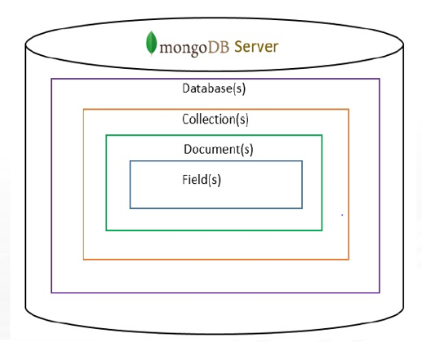 mongoDB Server
Database(s)
Collection(s)
Document(s)
Field(s)